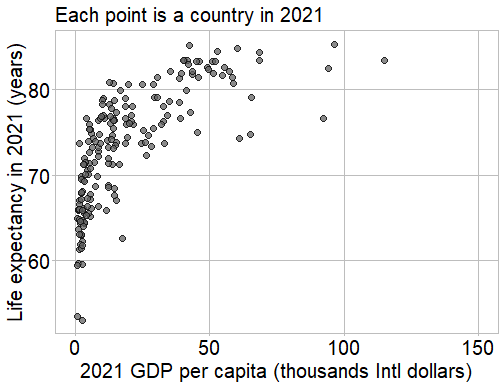 Each point is a country in 2021
Life expectancy in 2021 (years)
80
70
60
0
50
100
150
2021 GDP per capita (thousands Intl dollars)